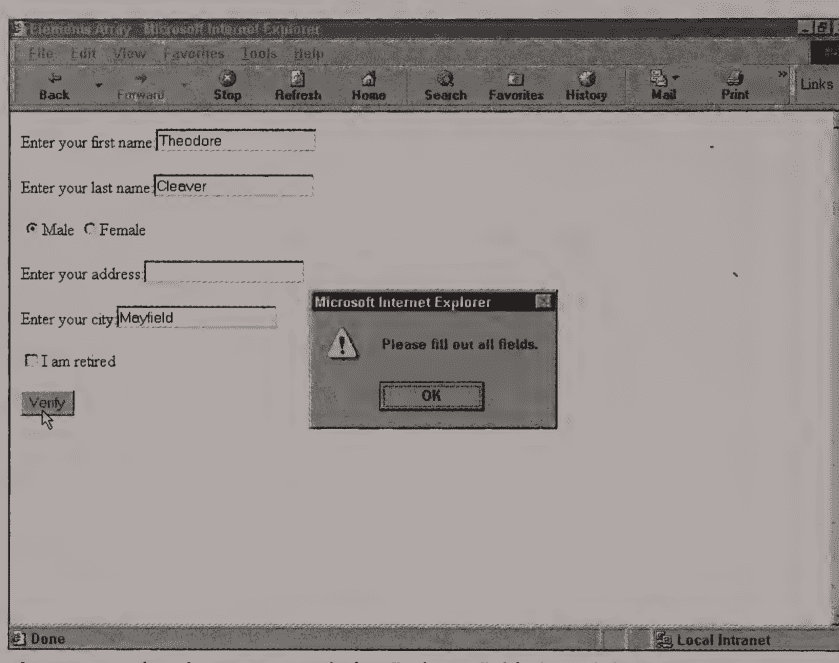 Elements Array - Microsoft Internet Explorer
File Edit View Favorites Tools Help
Back Forward Stop Refresh Home Search Favorites History Mail Print » Links
Enter your first name: Theodore
Enter your last name: Cleaver
Male Female
Enter your address:
Enter your city: Mayfield
I am retired
Verify
Microsoft Internet Explorer
Please fill out all fields.
OK
Done Local Intranet